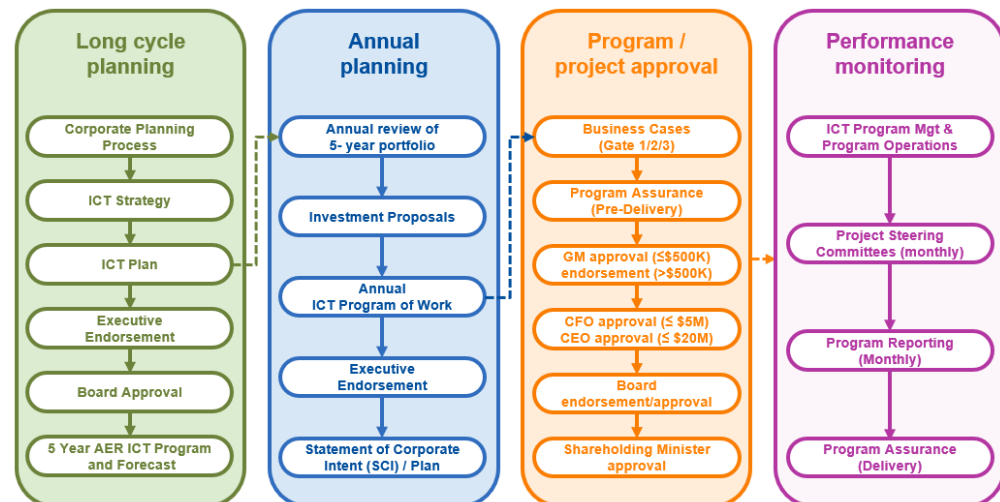 Long cycle
planning
Corporate Planning
Process
ICT Strategy
ICT Plan
Executive
Endorsement
Board Approval
5 Year AER ICT Program
and Forecast
Annual
planning
Annual review of
5- year portfolio
Investment Proposals
Annual
ICT Program of Work
Executive
Endorsement
Statement of Corporate
Intent (SCI) / Plan
Program /
project approval
Business Cases
(Gate 1/2/3)
Program Assurance
(Pre-Delivery)
GM approval (≤$500K)
endorsement (>$500K)
CFO approval (≤ $5M)
CEO approval (≤ $20M)
Board
endorsement/approval
Shareholding Minister
approval
Performance
monitoring
ICT Program Mgt &
Program Operations
Project Steering
Committees (monthly)
Program Reporting
(Monthly)
Program Assurance
(Delivery)